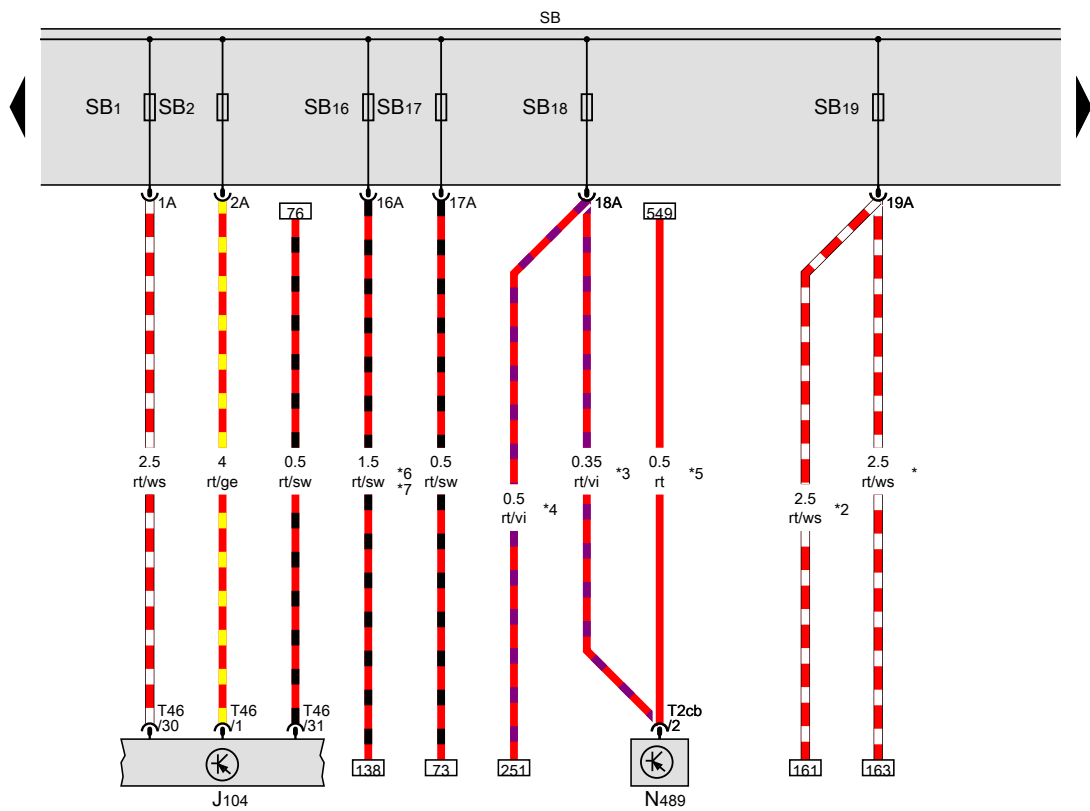 SB
SB1 SB2 SB16 SB17 SB18 SB19
1A 2A 76 16A 17A 18A 549 19A
2.5 4 0.5 1.5 *6 0.5 0.35 *3 0.5 *5 2.5 *
rt/ws rt/ge rt/sw rt/sw *7 rt/sw rt/vi rt rt/ws
0.5 *4 2.5 *2
rt/vi rt/ws
T46 T46 T46 T2cb
/30 /1 /31 /2
138 73 251 161 163
J104 N489